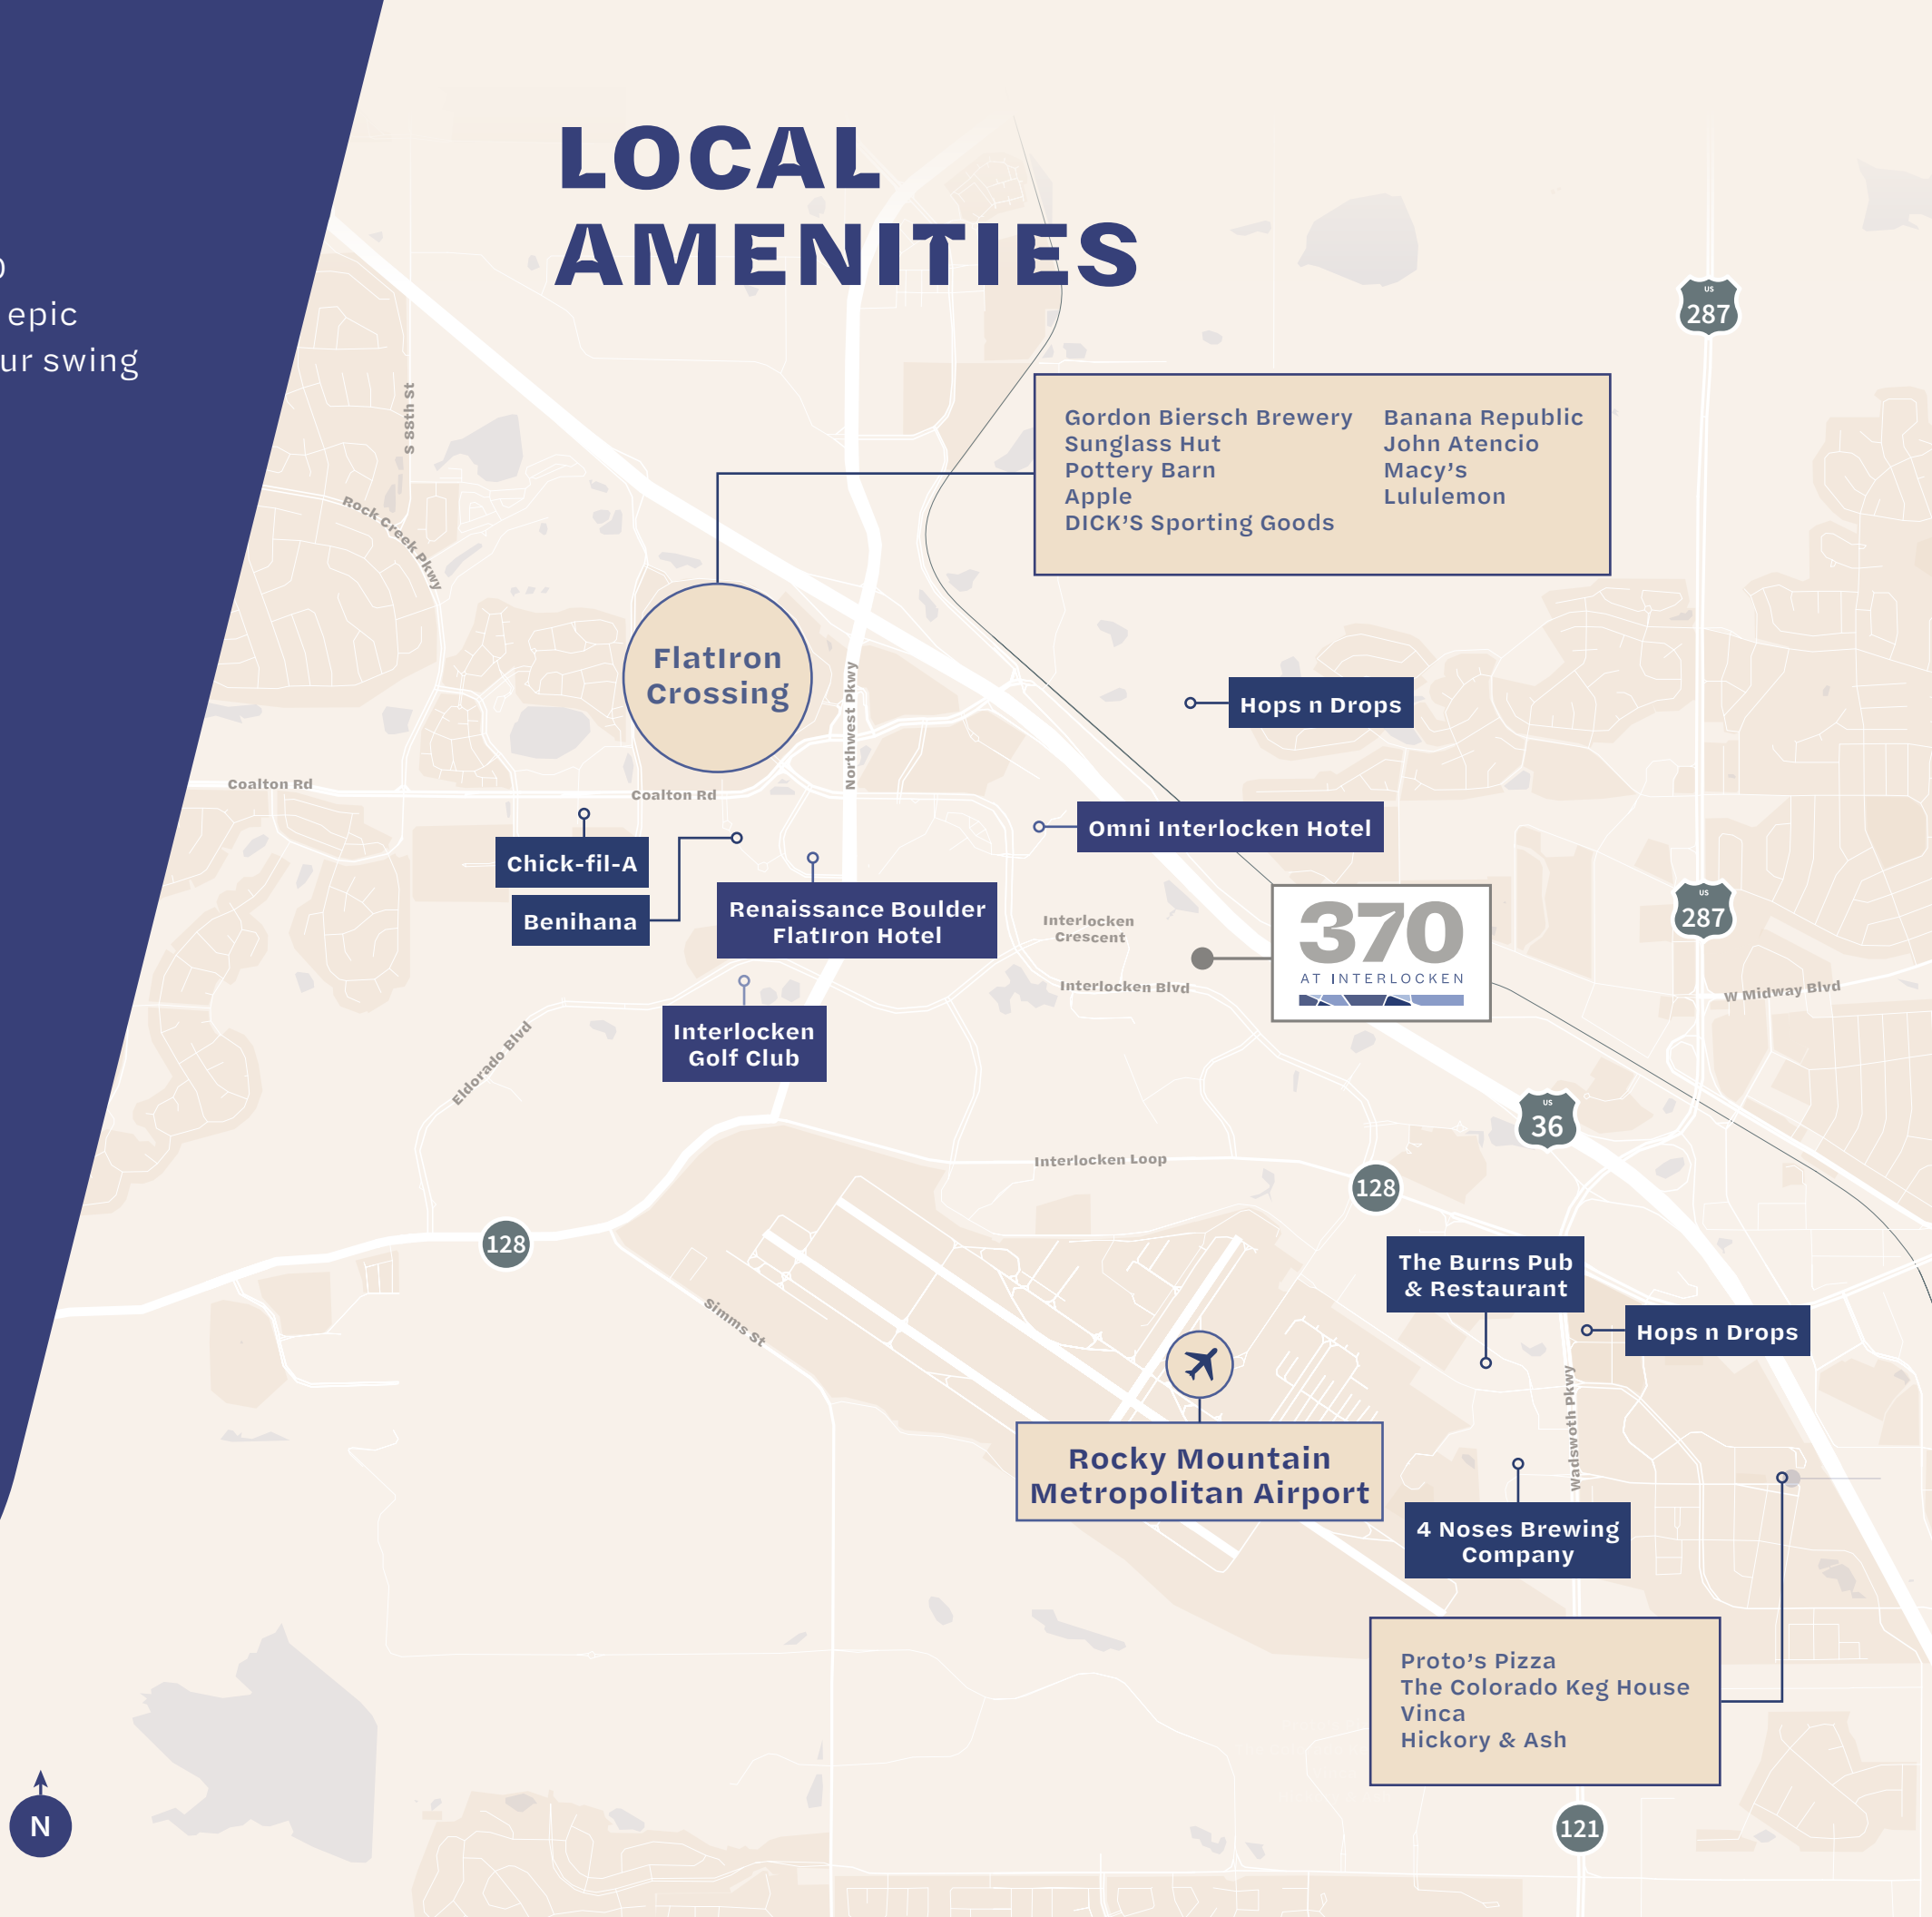 epic
ur swing
LOCAL
AMENITIES
US
287
S 88th St
Rock Creek Pkwy
Gordon Biersch Brewery
Sunglass Hut
Pottery Barn
Apple
DICK'S Sporting Goods
Banana Republic
John Atencio
Macy's
Lululemon
FlatIron
Crossing
Northwest Pkwy
Hops n Drops
Coalton Rd
Coalton Rd
Omni Interlocken Hotel
Chick-fil-A
Benihana
Renaissance Boulder
FlatIron Hotel
Interlocken
Crescent
370
AT INTERLOCKEN
US
287
Interlocken Blvd
W Midway Blvd
Interlocken
Golf Club
Eldorado Blvd
US
36
Interlocken Loop
128
128
The Burns Pub
& Restaurant
Hops n Drops
Simms St
Wadswoth Pkwy
Rocky Mountain
Metropolitan Airport
4 Noses Brewing
Company
Proto's Pizza
The Colorado Keg House
Vinca
Hickory & Ash
N
121